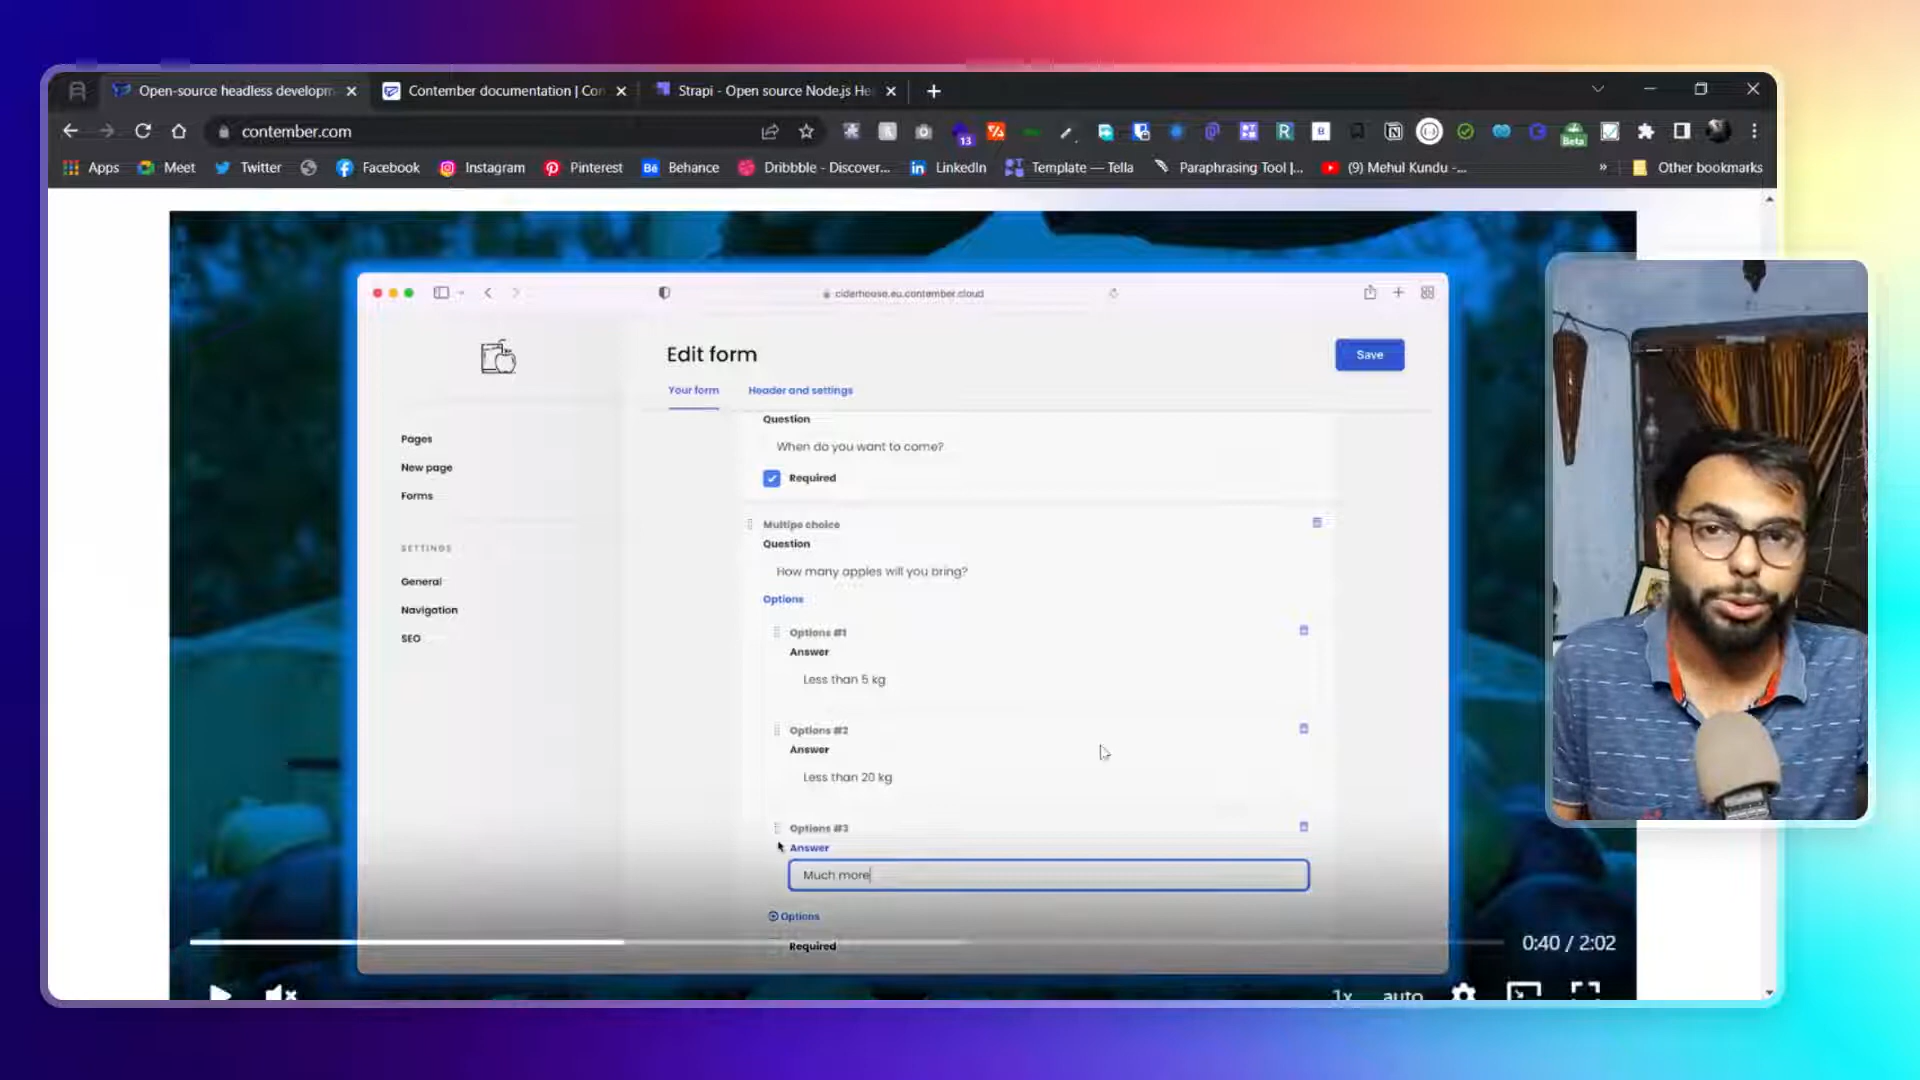 Open-source headless developm
Contember documentation | Con
Strapi - Open source Node.js He
contember.com
13
Beta
Apps
Meet
Twitter
Facebook
Instagram
Pinterest
Behance
Dribbble - Discover...
LinkedIn
Template — Tella
Paraphrasing Tool |...
(9) Mehul Kundu -...
»
Other bookmarks
ciderhouse.eu.contember.cloud
Edit form
Save
Your form
Header and settings
Pages
New page
Forms
SETTINGS
General
Navigation
SEO
Question
When do you want to come?
Required
Multipe choice
Question
How many apples will you bring?
Options
Options #1
Answer
Less than 5 kg
Options #2
Answer
Less than 20 kg
Options #3
Answer
Much more
Options
Required
0:40 / 2:02
1x
auto